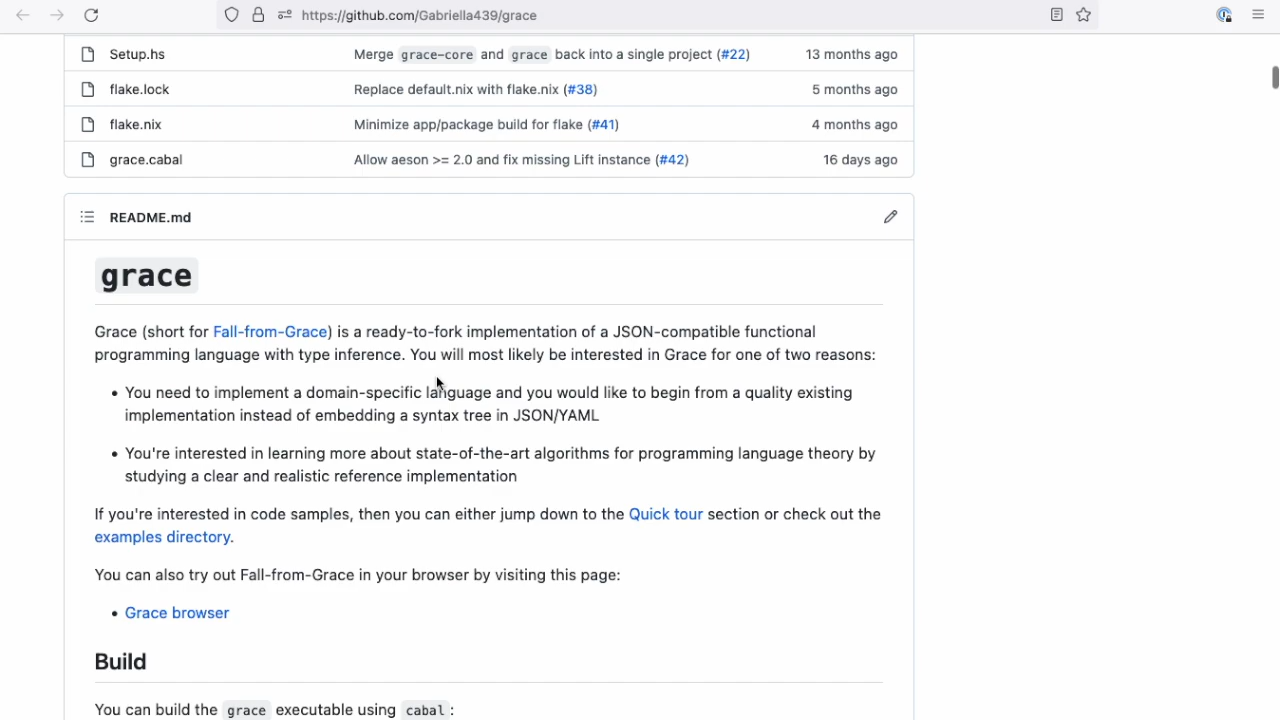 https://github.com/Gabriella439/grace
Setup.hs Merge grace-core and grace back into a single project (#22) 13 months ago
flake.lock Replace default.nix with flake.nix (#38) 5 months ago
flake.nix Minimize app/package build for flake (#41) 4 months ago
grace.cabal Allow aeson >= 2.0 and fix missing Lift instance (#42) 16 days ago
README.md
grace
Grace (short for Fall-from-Grace) is a ready-to-fork implementation of a JSON-compatible functional
programming language with type inference. You will most likely be interested in Grace for one of two reasons:
• You need to implement a domain-specific language and you would like to begin from a quality existing
implementation instead of embedding a syntax tree in JSON/YAML
• You're interested in learning more about state-of-the-art algorithms for programming language theory by
studying a clear and realistic reference implementation
If you're interested in code samples, then you can either jump down to the Quick tour section or check out the
examples directory.
You can also try out Fall-from-Grace in your browser by visiting this page:
• Grace browser
Build
You can build the grace executable using cabal: